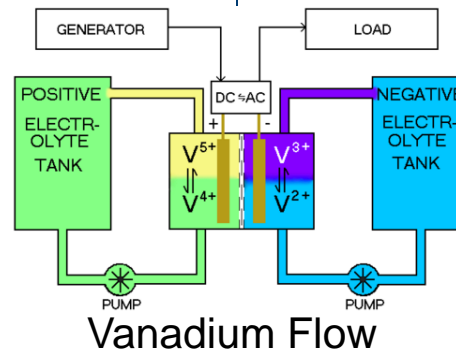 GENERATOR
LOAD
DC ⇋ AC
+
-
POSITIVE
ELECTR-
OLYTE
TANK
V5+
V4+
V3+
V2+
NEGATIVE
ELECTR-
OLYTE
TANK
PUMP
PUMP
Vanadium Flow